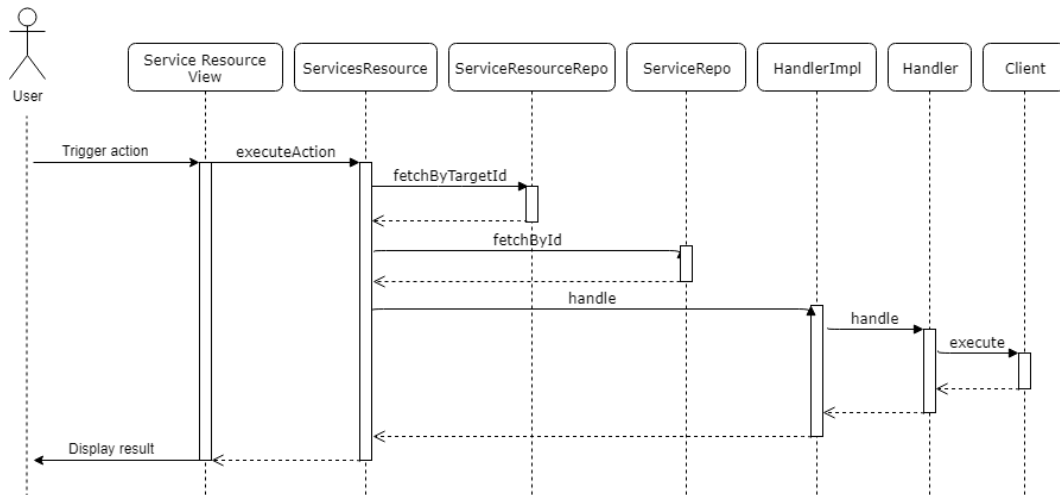 Service Resource
View
ServicesResource
ServiceResourceRepo
ServiceRepo
HandlerImpl
Handler
Client
User
Trigger action
executeAction
fetchByTargetId
fetchById
handle
handle
execute
Display result